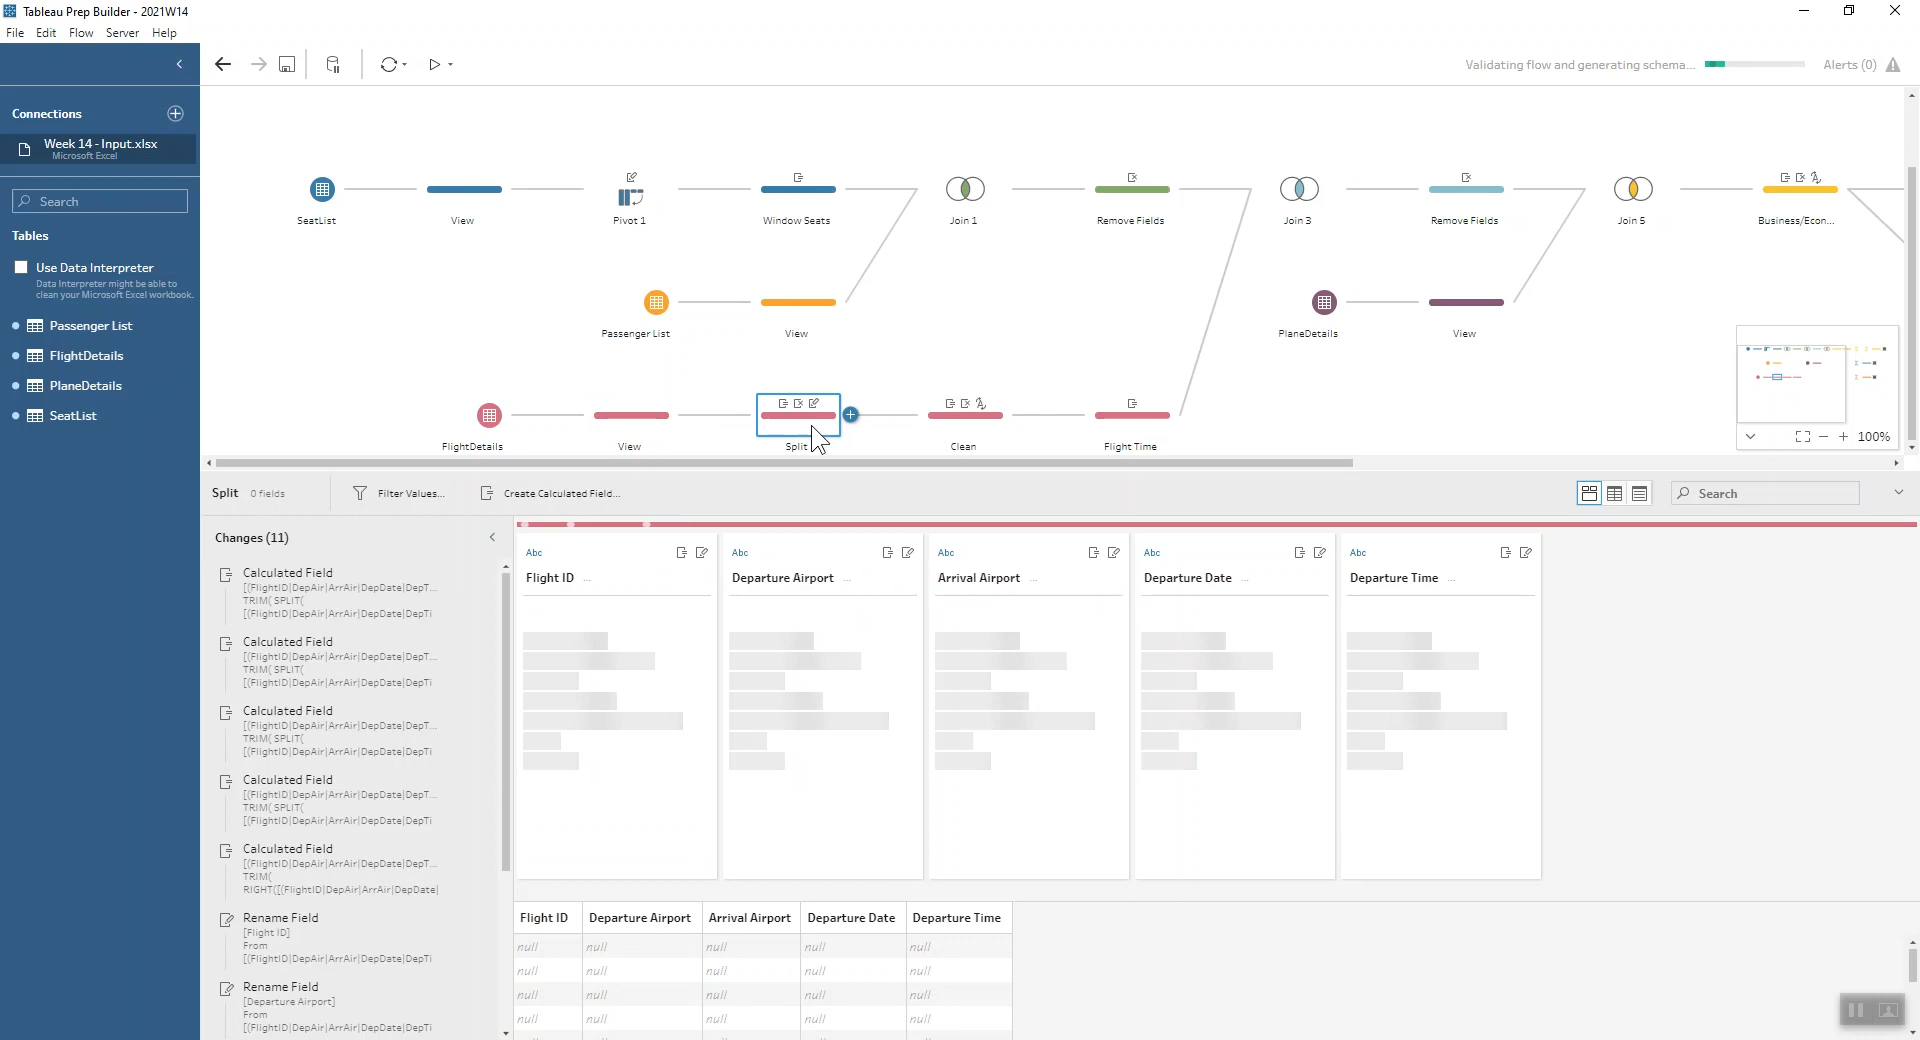 Tableau Prep Builder - 2021W14
File Edit Flow Server Help
Validating flow and generating schema...
Alerts (0)
Connections
Week 14 - Input.xlsx
Microsoft Excel
Search
Tables
Use Data Interpreter
Data Interpreter might be able to
clean your Microsoft Excel workbook.
Passenger List
FlightDetails
PlaneDetails
SeatList
SeatList
View
Pivot 1
Window Seats
Join 1
Remove Fields
Join 3
Remove Fields
Join 5
Business/Econ...
Passenger List
View
PlaneDetails
View
FlightDetails
View
Split
Clean
Flight Time
100%
Split 0 fields
Filter Values...
Create Calculated Field...
Search
Changes (11)
Calculated Field
[(FlightID|DepAir|ArrAir|DepDate|DepT...
TRIM( SPLIT(
[(FlightID|DepAir|ArrAir|DepDate|DepTi
Calculated Field
[(FlightID|DepAir|ArrAir|DepDate|DepT...
TRIM( SPLIT(
[(FlightID|DepAir|ArrAir|DepDate|DepTi
Calculated Field
[(FlightID|DepAir|ArrAir|DepDate|DepT...
TRIM( SPLIT(
[(FlightID|DepAir|ArrAir|DepDate|DepTi
Calculated Field
[(FlightID|DepAir|ArrAir|DepDate|DepT...
TRIM( SPLIT(
[(FlightID|DepAir|ArrAir|DepDate|DepTi
Calculated Field
[(FlightID|DepAir|ArrAir|DepDate|DepT...
TRIM(
RIGHT([(FlightID|DepAir|ArrAir|DepDate|
Rename Field
[Flight ID]
From
[(FlightID|DepAir|ArrAir|DepDate|DepTi
Rename Field
[Departure Airport]
From
[(FlightID|DepAir|ArrAir|DepDate|DepTi
Abc Abc Abc Abc Abc
Flight ID ... Departure Airport ... Arrival Airport ... Departure Date ... Departure Time ...
Flight ID Departure Airport Arrival Airport Departure Date Departure Time
null null null null null
null null null null null
null null null null null
null null null null null